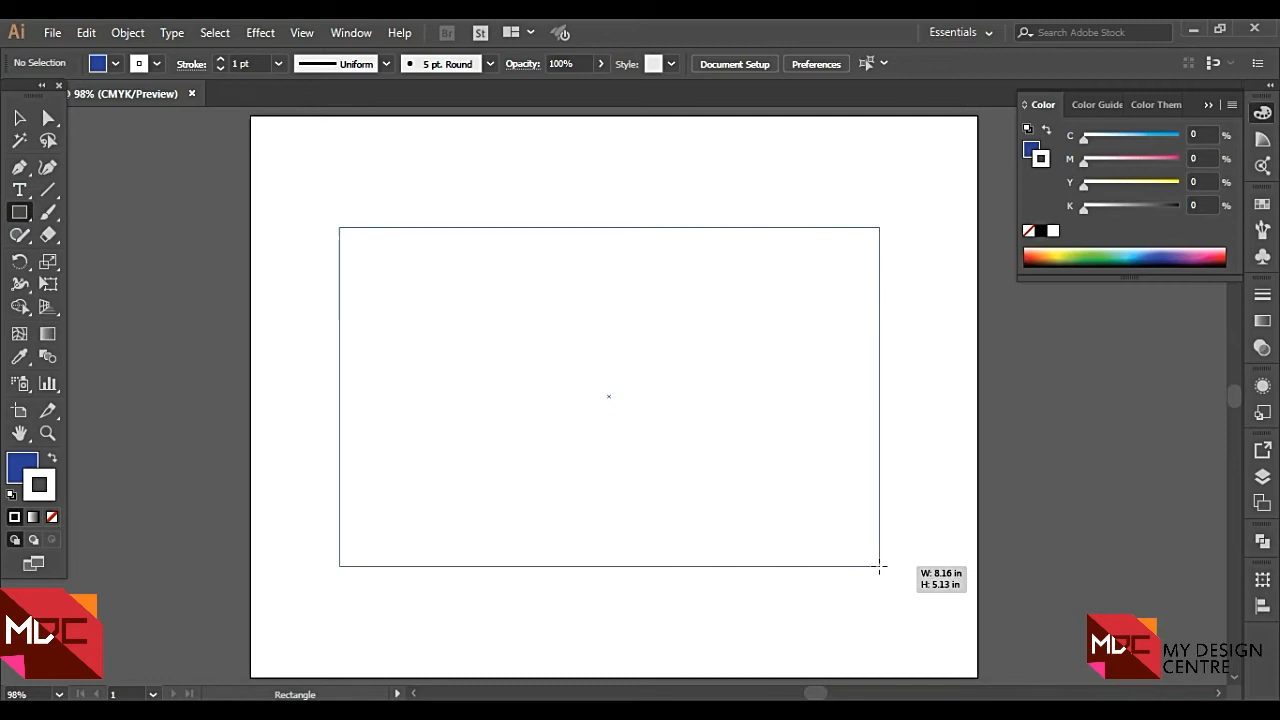 Ai File Edit Object Type Select Effect View Window Help Br St Essentials Search Adobe Stock
No Selection Stroke: 1 pt Uniform 5 pt. Round Opacity: 100% Style: Document Setup Preferences
98% (CMYK/Preview)
Color Color Guide Color Them
C 0 %
M 0 %
Y 0 %
K 0 %
T
W: 8.16 in
H: 5.13 in
MDC
MDC MY DESIGN
CENTRE
98% 1 Rectangle